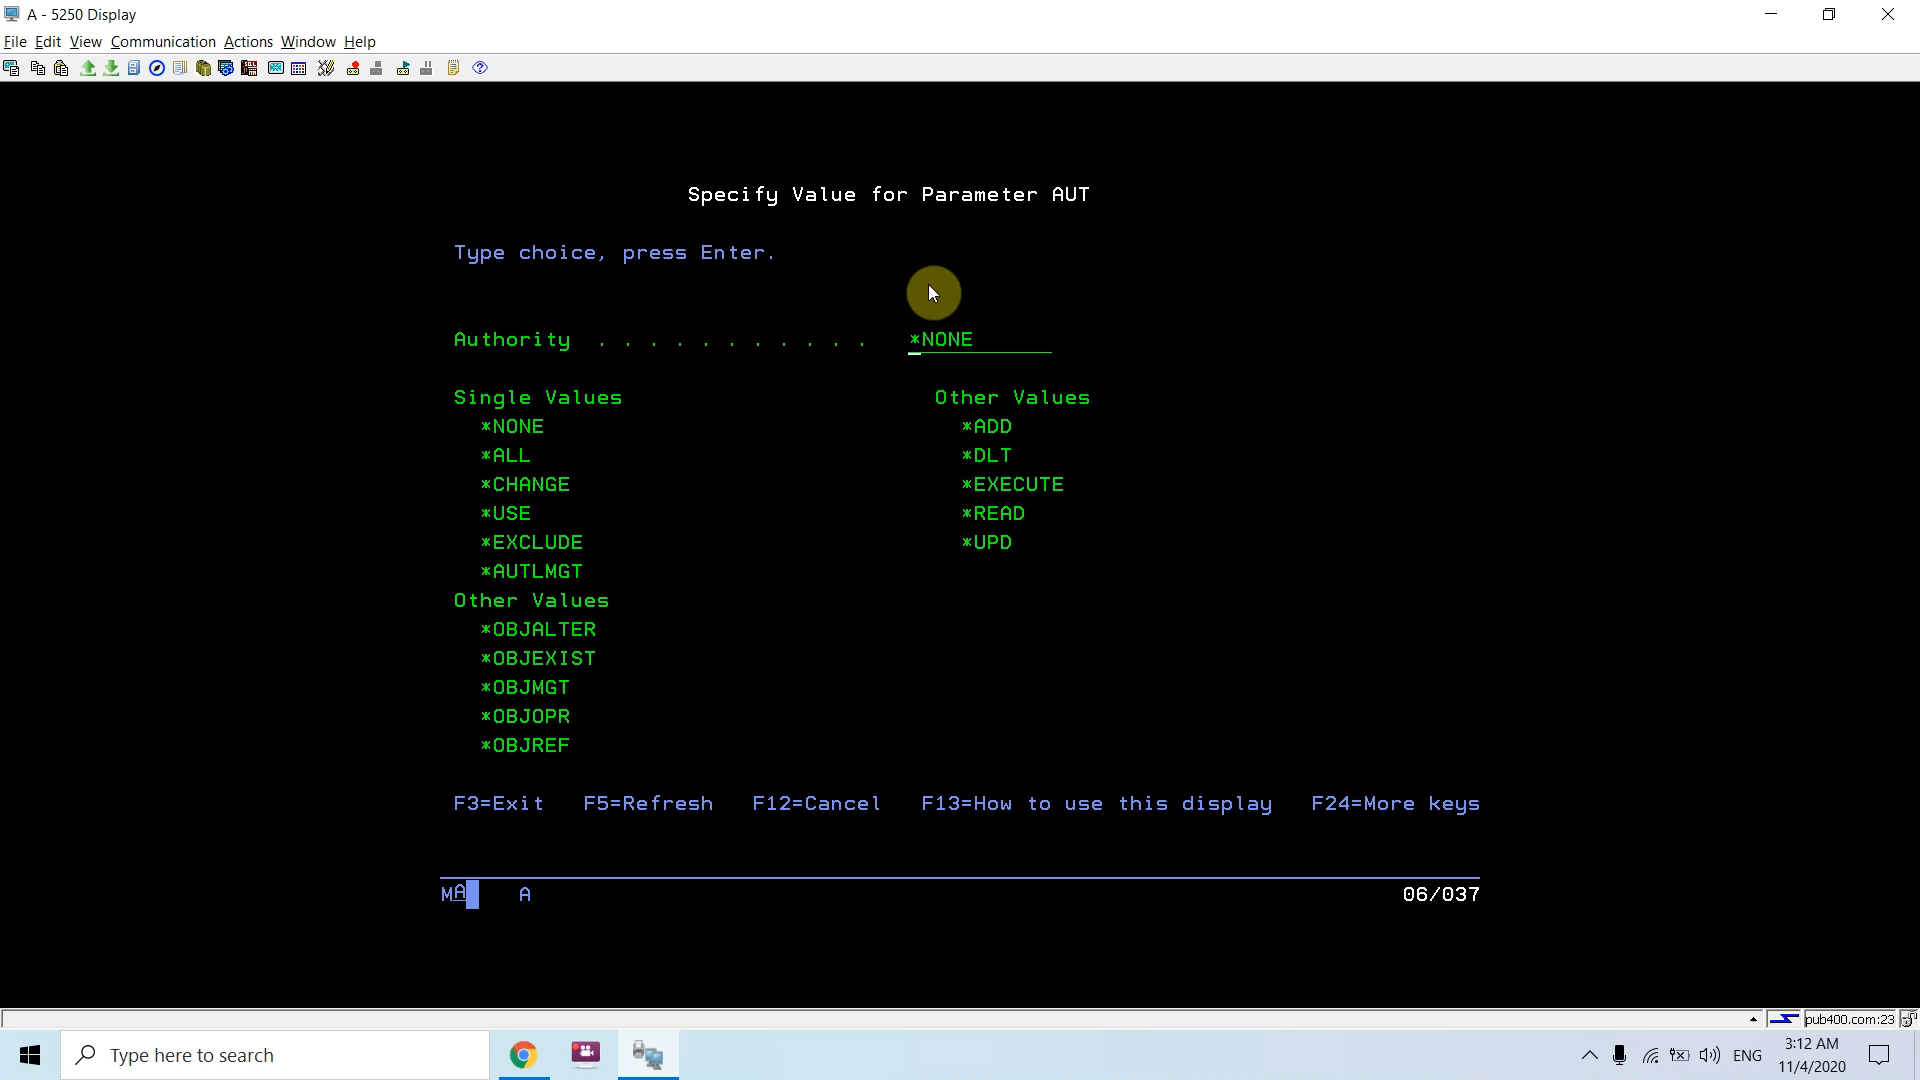 A - 5250 Display
File Edit View Communication Actions Window Help
Specify Value for Parameter AUT
Type choice, press Enter.
Authority . . . . . . . . . . . *NONE
Single Values Other Values
*NONE *ADD
*ALL *DLT
*CHANGE *EXECUTE
*USE *READ
*EXCLUDE *UPD
*AUTLMGT
Other Values
*OBJALTER
*OBJEXIST
*OBJMGT
*OBJOPR
*OBJREF
F3=Exit F5=Refresh F12=Cancel F13=How to use this display F24=More keys
MA A 06/037
pub400.com:23
Type here to search
ENG
3:12 AM
11/4/2020